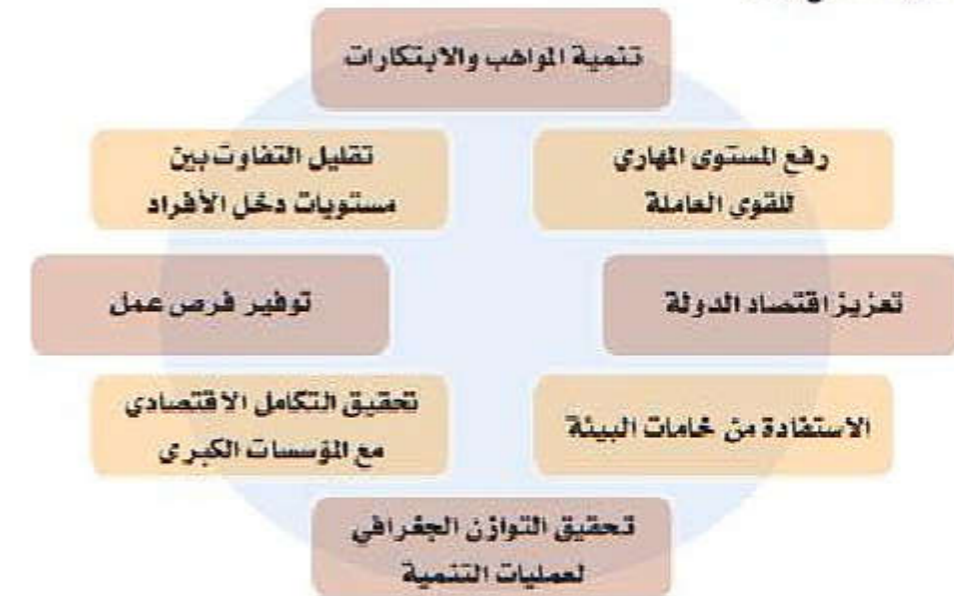 تنمية المواهب والابتكارات
رفع المستوى المهاري
للقوى العاملة
تقليل التفاوت بين
مستويات دخل الأفراد
تعزيز اقتصاد الدولة
توفير فرص عمل
الاستفادة من خامات البيئة
تحقيق التكامل الاقتصادي
مع المؤسسات الكبرى
تحقيق التوازن الجغرافي
لعمليات التنمية